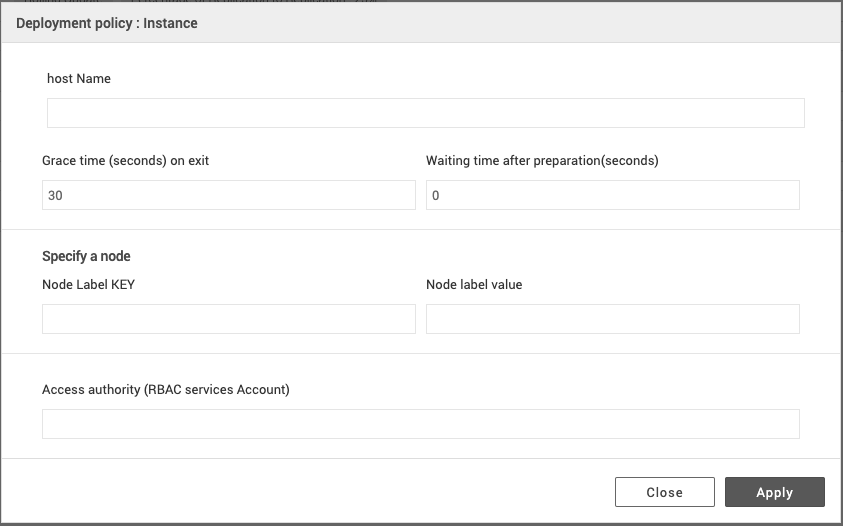 Deployment policy : Instance
host Name
Grace time (seconds) on exit
Waiting time after preparation(seconds)
30
0
Specify a node
Node Label KEY
Node label value
Access authority (RBAC services Account)
Close
Apply